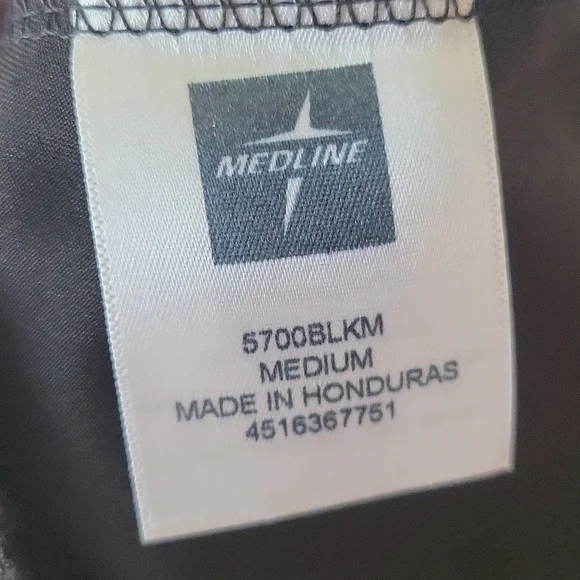 MEDLINE
5700BLKM
MEDIUM
MADE IN HONDURAS
4516367751